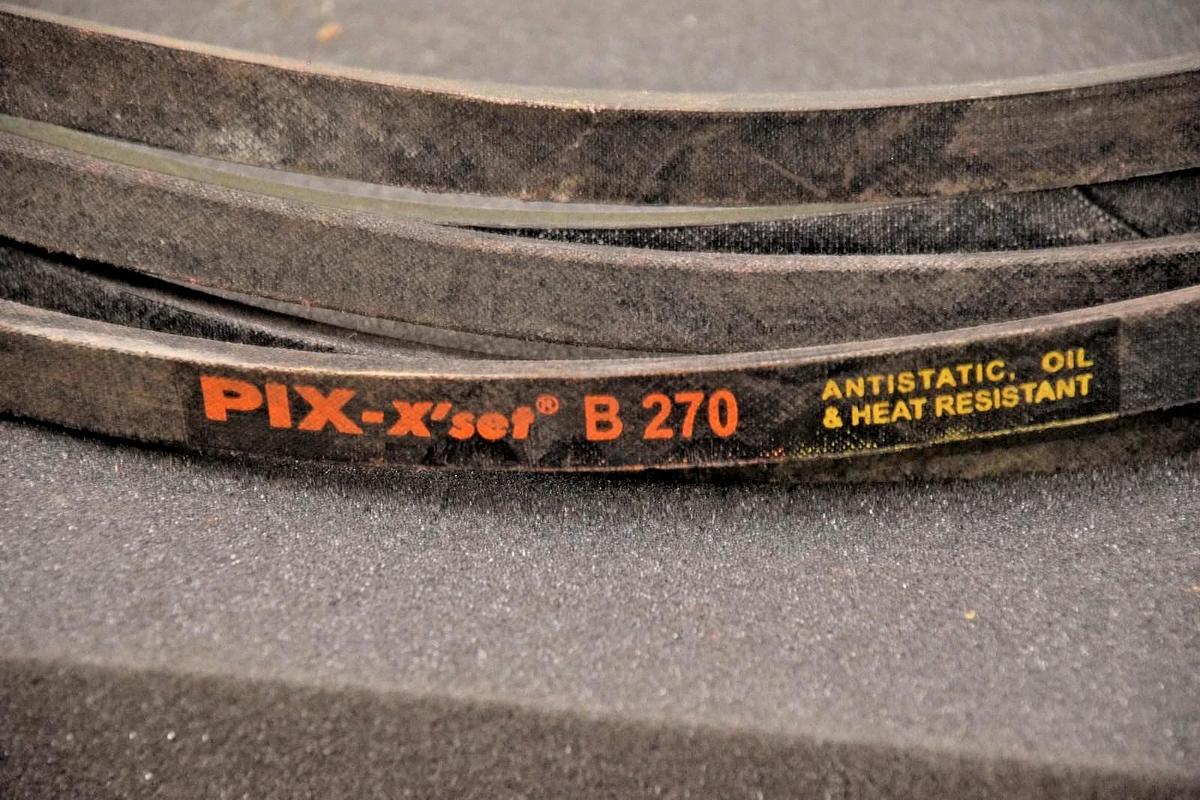 PIX-X'set® B 270
ANTISTATIC, OIL
& HEAT RESISTANT